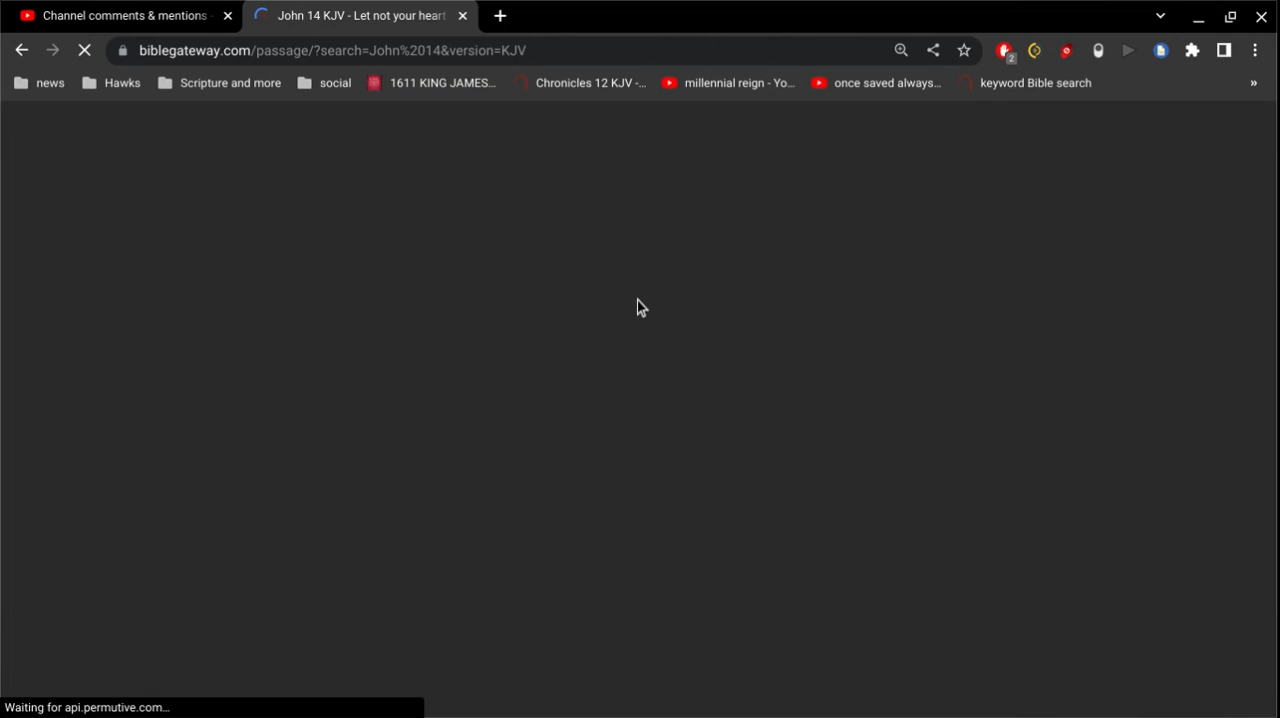 Channel comments & mentions -
John 14 KJV - Let not your heart
biblegateway.com/passage/?search=John%2014&version=KJV
2
news
Hawks
Scripture and more
social
1611 KING JAMES...
Chronicles 12 KJV -...
millennial reign - Yo...
once saved always...
keyword Bible search
»
Waiting for api.permutive.com...